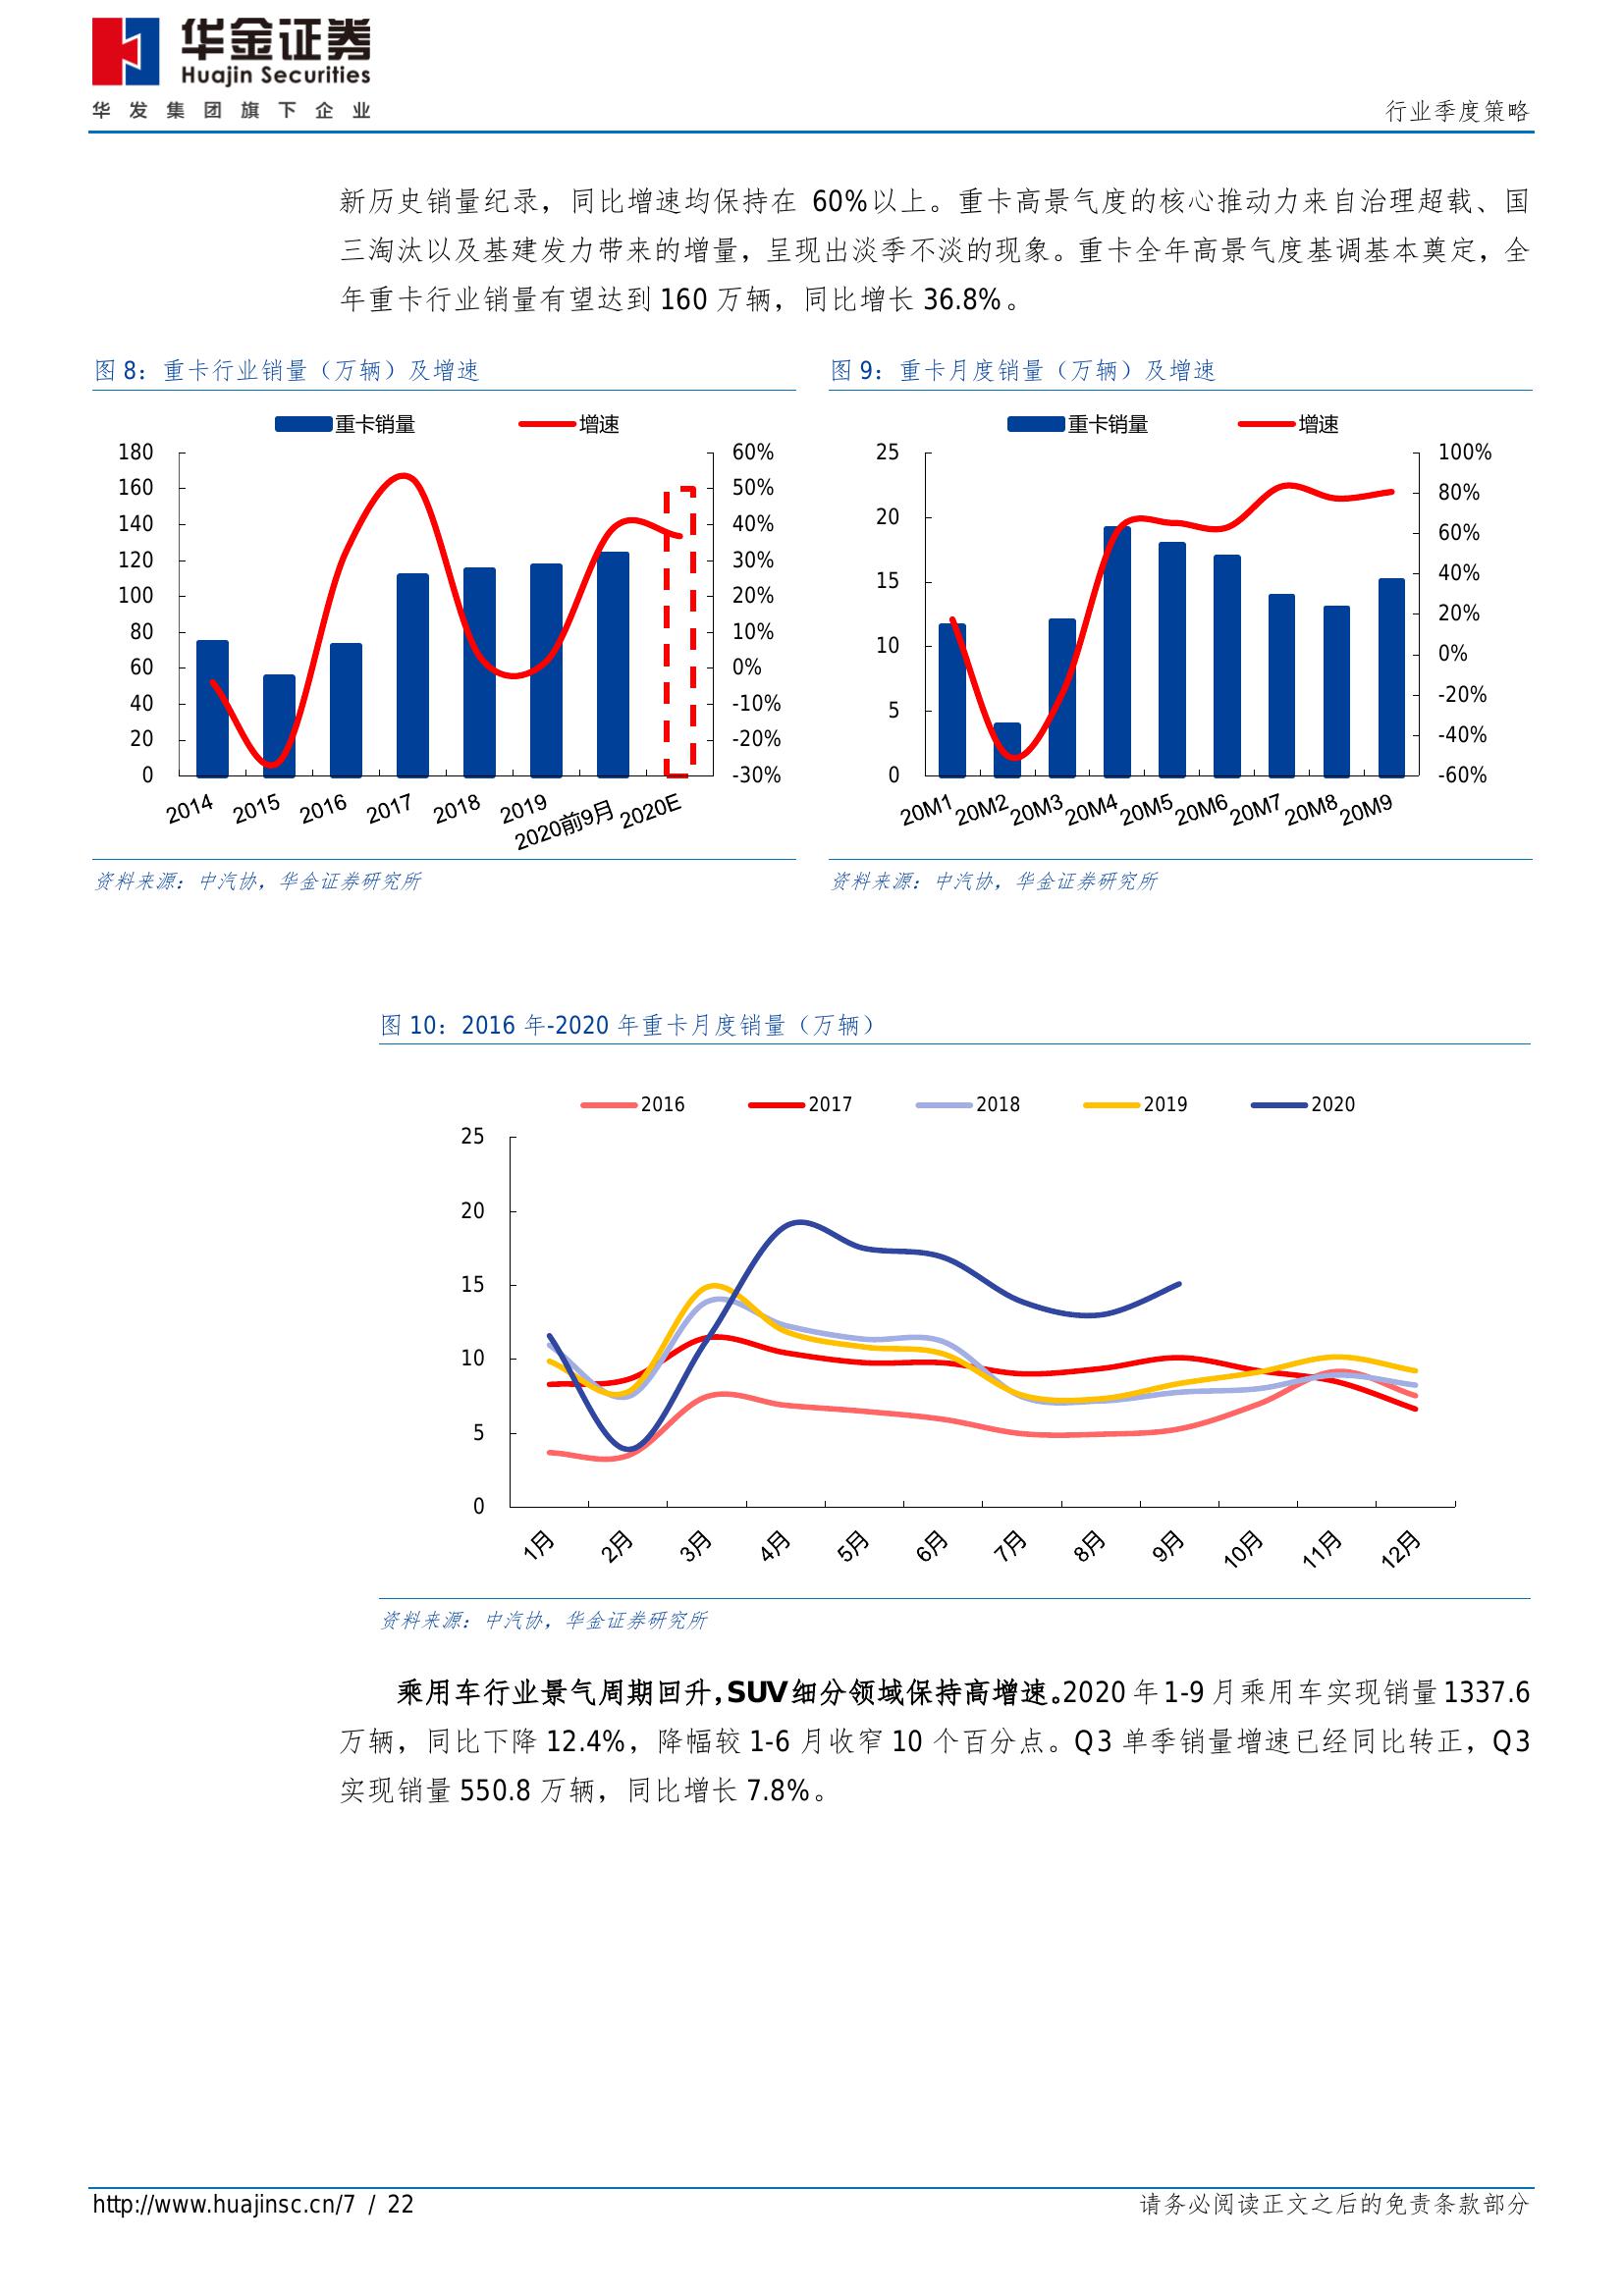 华金证券
Huajin Securities
华发集团旗下企业
行业季度策略
新历史销量纪录，同比增速均保持在 60%以上。重卡高景气度的核心推动力来自治理超载、国
三淘汰以及基建发力带来的增量，呈现出淡季不淡的现象。重卡全年高景气度基调基本奠定，全
年重卡行业销量有望达到 160 万辆，同比增长 36.8%。
图 8：重卡行业销量（万辆）及增速
重卡销量 增速
180
160
140
120
100
80
60
40
20
0
60%
50%
40%
30%
20%
10%
0%
-10%
-20%
-30%
2014 2015 2016 2017 2018 2019 2020前9月 2020E
资料来源：中汽协，华金证券研究所
图 9：重卡月度销量（万辆）及增速
重卡销量 增速
25
20
15
10
5
0
100%
80%
60%
40%
20%
0%
-20%
-40%
-60%
20M1 20M2 20M3 20M4 20M5 20M6 20M7 20M8 20M9
资料来源：中汽协，华金证券研究所
图 10：2016 年-2020 年重卡月度销量（万辆）
2016 2017 2018 2019 2020
25
20
15
10
5
0
1月 2月 3月 4月 5月 6月 7月 8月 9月 10月 11月 12月
资料来源：中汽协，华金证券研究所
乘用车行业景气周期回升，SUV 细分领域保持高增速。2020 年 1-9 月乘用车实现销量 1337.6
万辆，同比下降 12.4%，降幅较 1-6 月收窄 10 个百分点。Q3 单季销量增速已经同比转正，Q3
实现销量 550.8 万辆，同比增长 7.8%。
http://www.huajinsc.cn/7 / 22
请务必阅读正文之后的免责条款部分